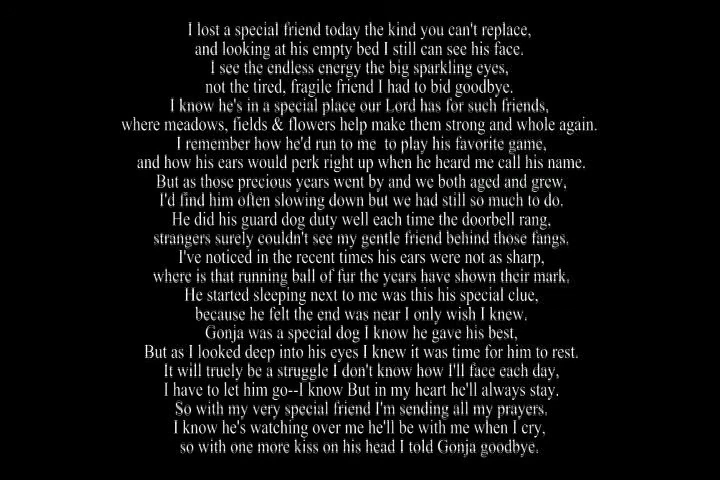 I lost a special friend today the kind you can't replace,
and looking at his empty bed I still can see his face.
I see the endless energy the big sparkling eyes,
not the tired, fragile friend I had to bid goodbye.
I know he's in a special place our Lord has for such friends,
where meadows, fields & flowers help make them strong and whole again.
I remember how he'd run to me to play his favorite game,
and how his ears would perk right up when he heard me call his name.
But as those precious years went by and we both aged and grew,
I'd find him often slowing down but we had still so much to do.
He did his guard dog duty well each time the doorbell rang,
strangers surely couldn't see my gentle friend behind those fangs.
I've noticed in the recent times his ears were not as sharp,
where is that running ball of fur the years have shown their mark.
He started sleeping next to me was this his special clue,
because he felt the end was near I only wish I knew.
Gonja was a special dog I know he gave his best,
But as I looked deep into his eyes I knew it was time for him to rest.
It will truely be a struggle I don't know how I'll face each day,
I have to let him go--I know But in my heart he'll always stay.
So with my very special friend I'm sending all my prayers,
I know he's watching over me he'll be with me when I cry,
so with one more kiss on his head I told Gonja goodbye.